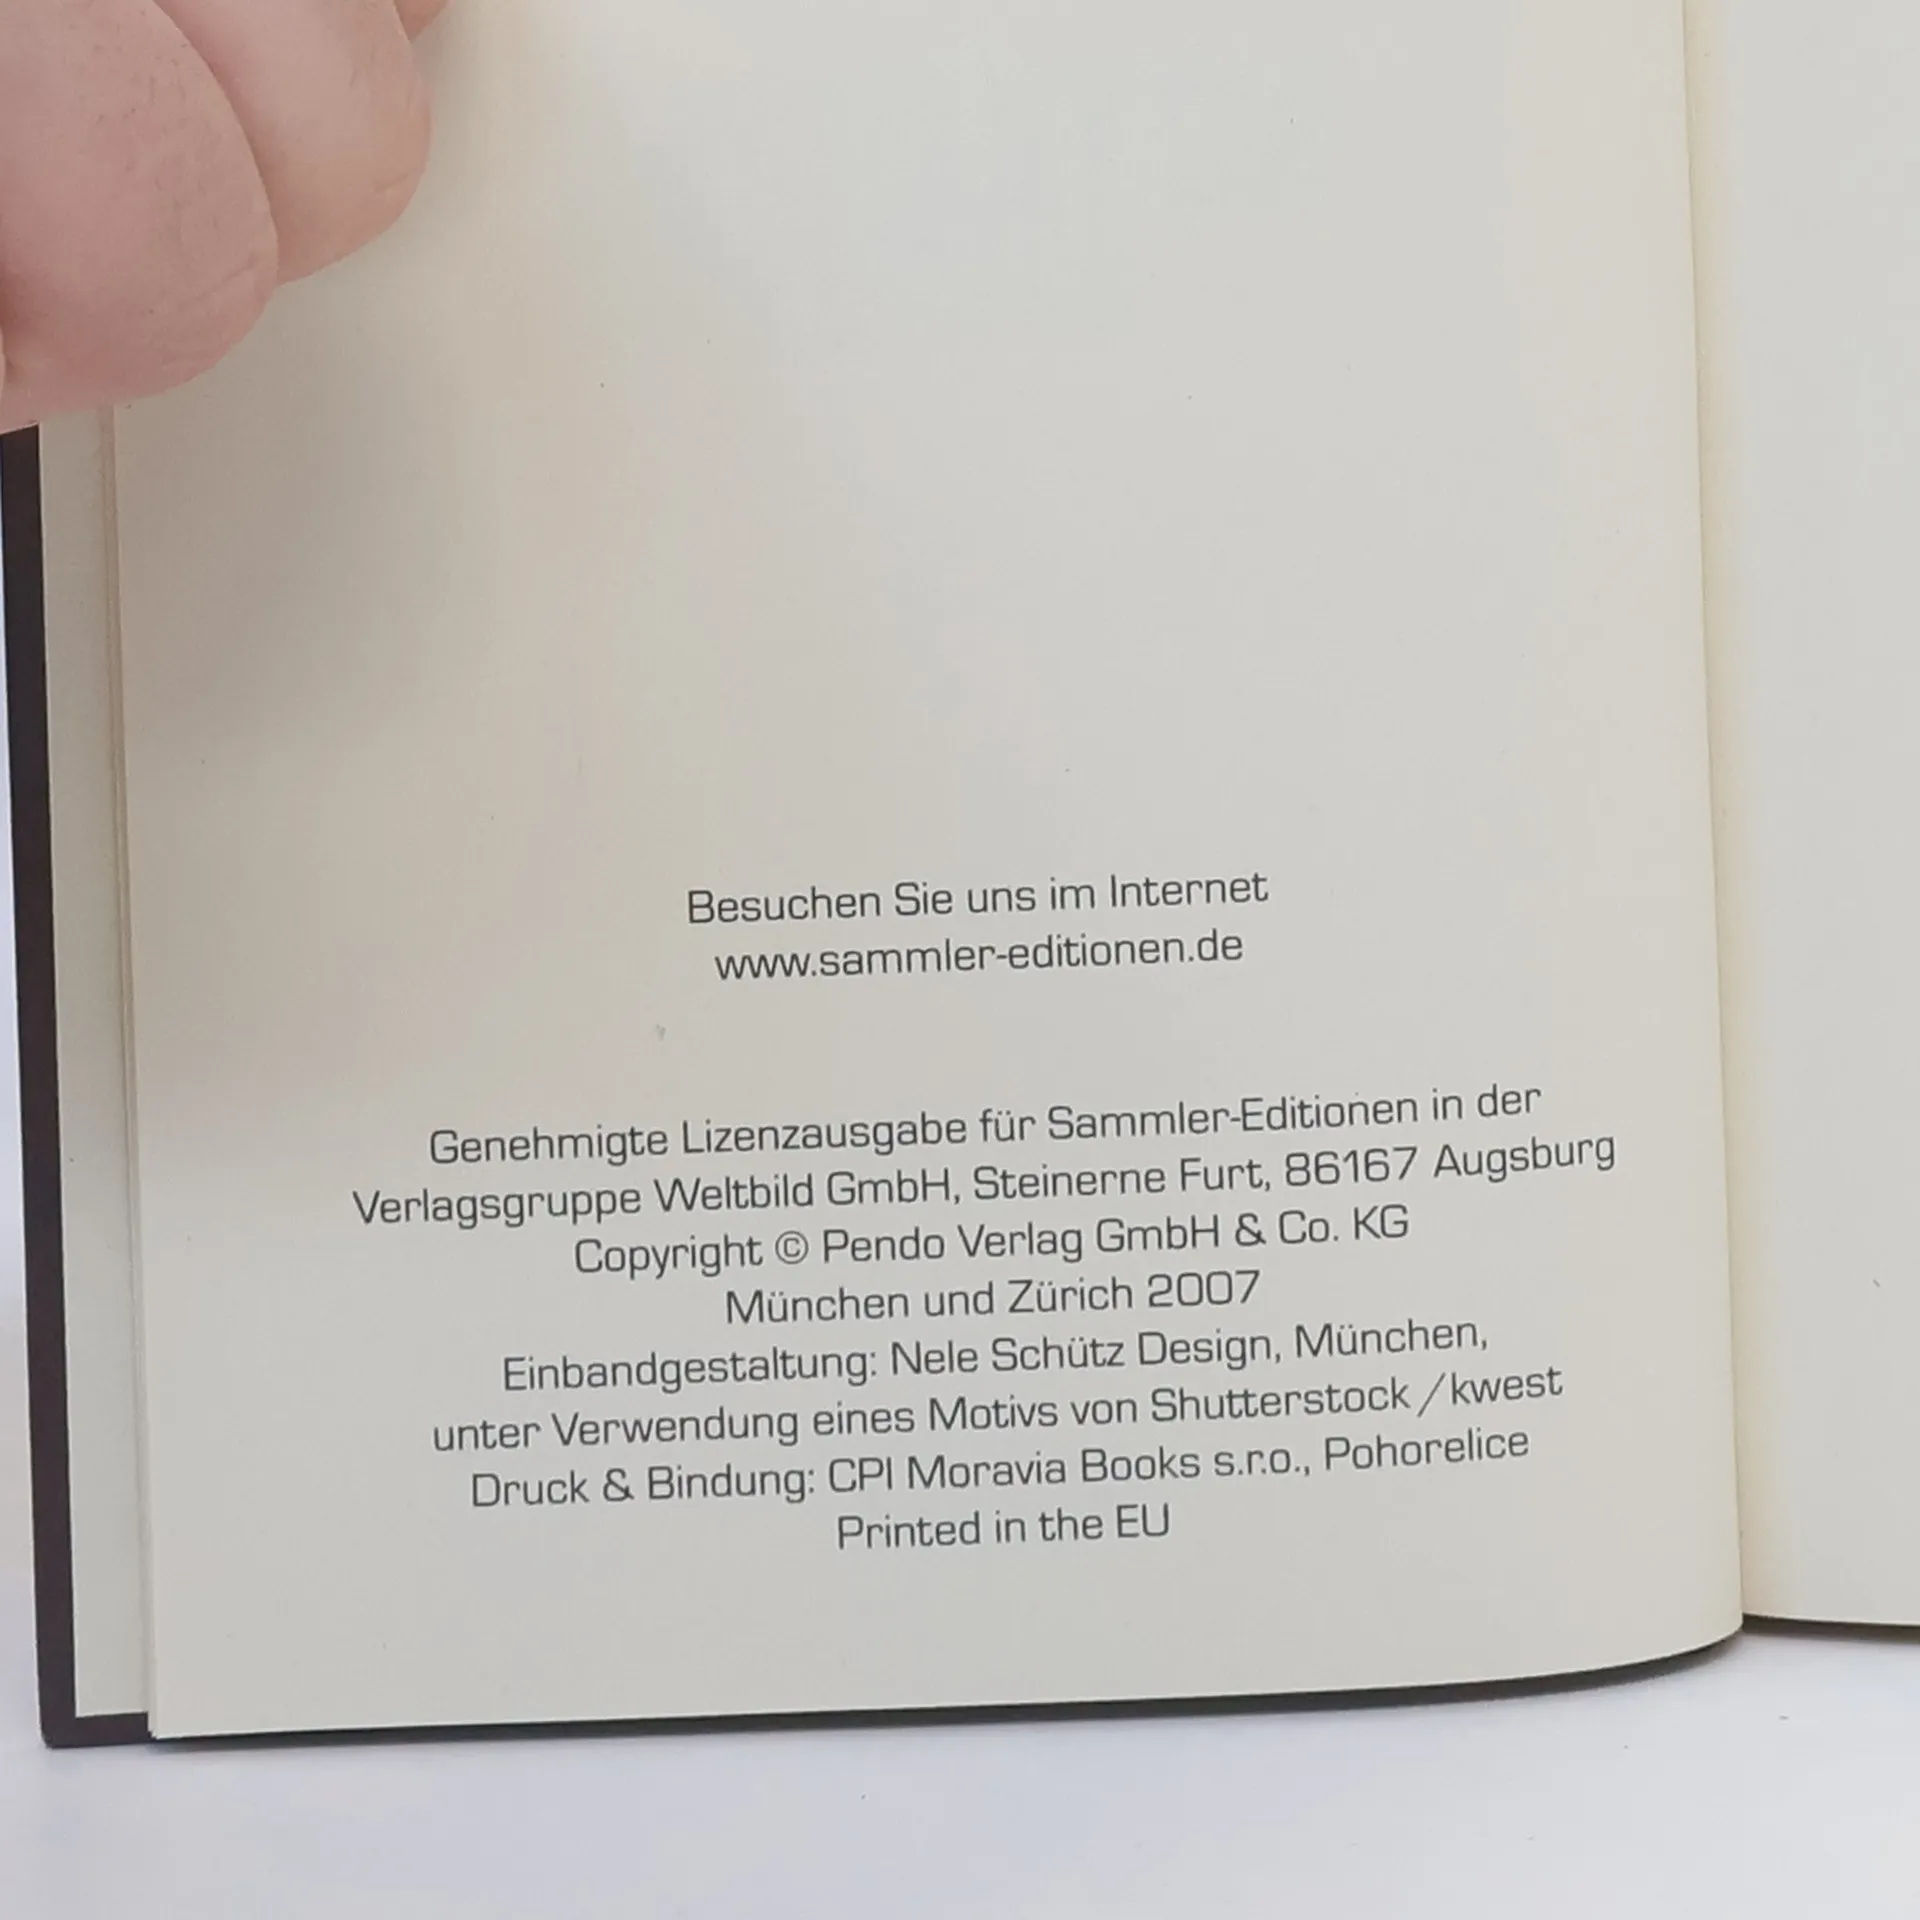 Besuchen Sie uns im Internet
www.sammler-editionen.de
Genehmigte Lizenzausgabe für Sammler-Editionen in der
Verlagsgruppe Weltbild GmbH, Steinerne Furt, 86167 Augsburg
Copyright © Pendo Verlag GmbH & Co. KG
München und Zürich 2007
Einbandgestaltung: Nele Schütz Design, München,
unter Verwendung eines Motivs von Shutterstock /kwest
Druck & Bindung: CPI Moravia Books s.r.o., Pohorelice
Printed in the EU